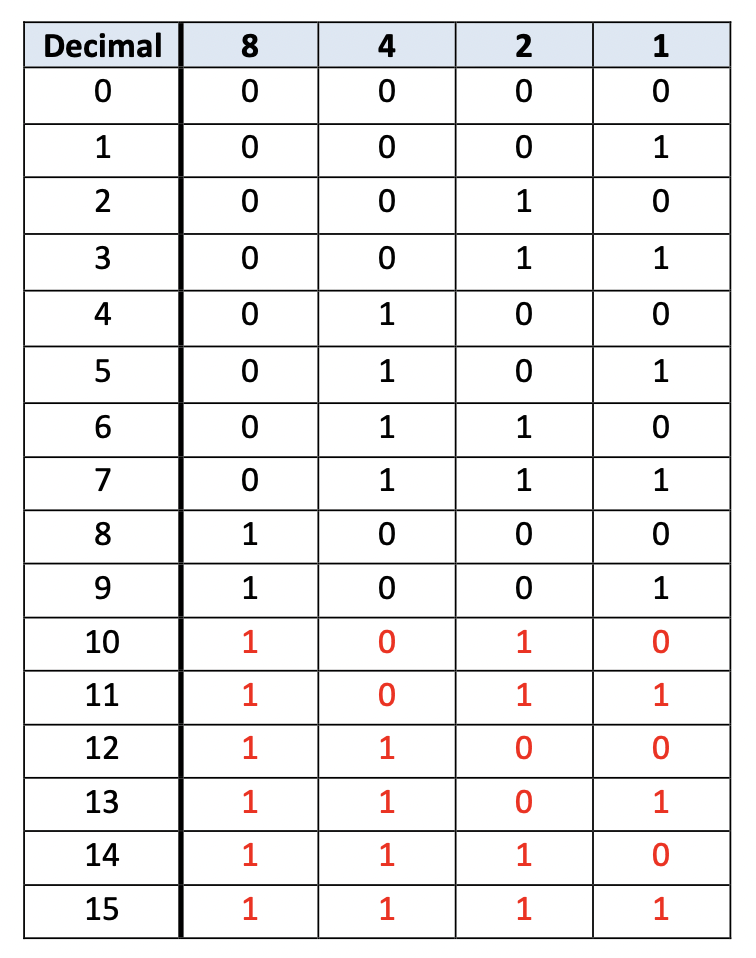 Decimal 8 4 2 1
0 0 0 0 0
1 0 0 0 1
2 0 0 1 0
3 0 0 1 1
4 0 1 0 0
5 0 1 0 1
6 0 1 1 0
7 0 1 1 1
8 1 0 0 0
9 1 0 0 1
10 1 0 1 0
11 1 0 1 1
12 1 1 0 0
13 1 1 0 1
14 1 1 1 0
15 1 1 1 1